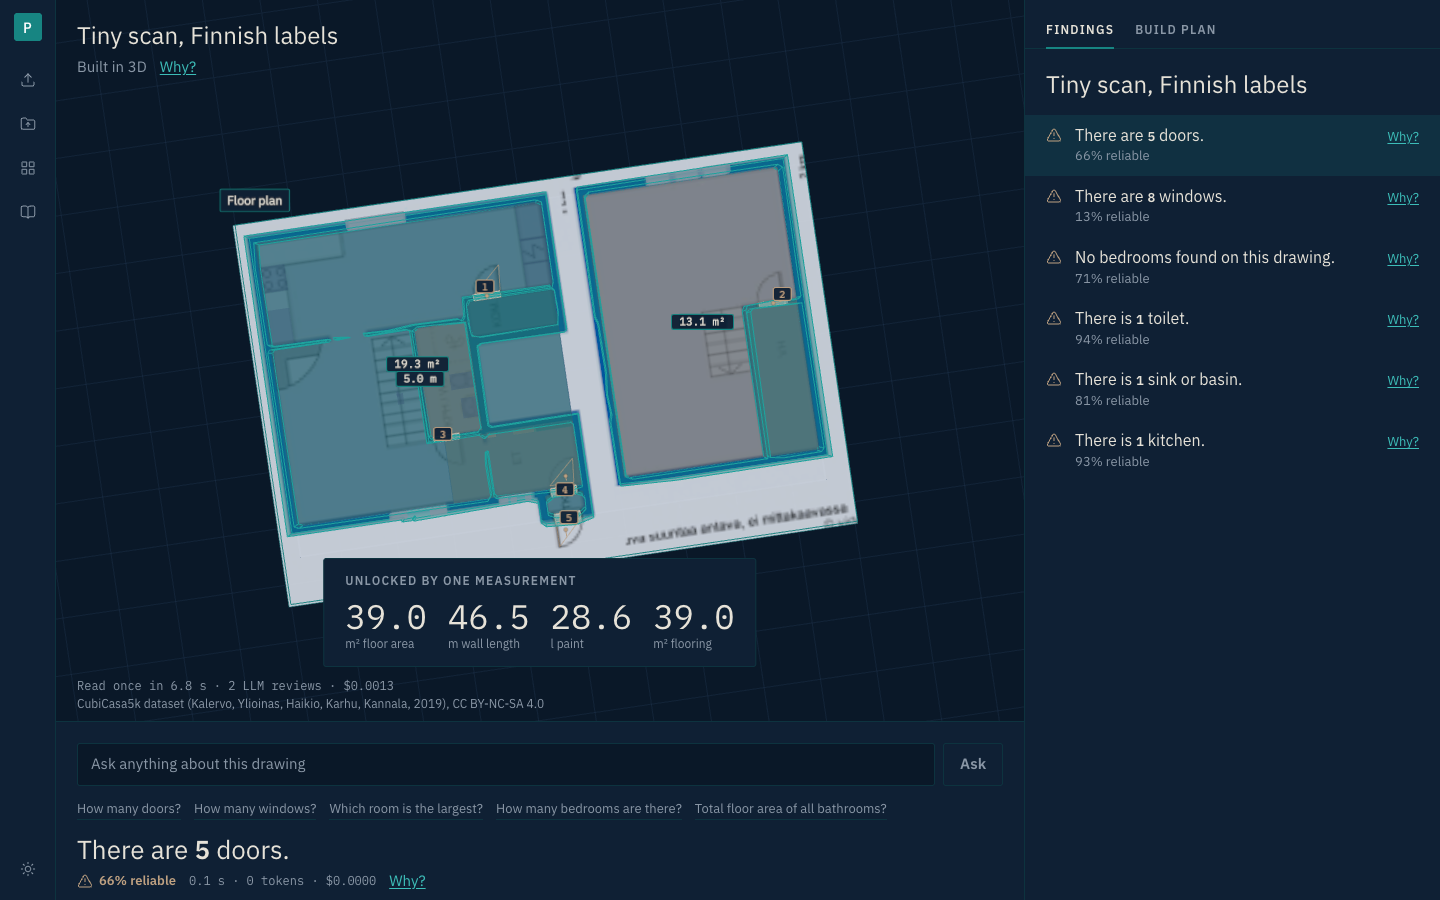 P
Tiny scan, Finnish labels
Built in 3D Why?
Floor plan
1
2
13.1 m²
19.3 m²
5.0 m
3
4
5
UNLOCKED BY ONE MEASUREMENT
39.0 46.5 28.6 39.0
m² floor area m wall length l paint m² flooring
Read once in 6.8 s · 2 LLM reviews · $0.0013
CubiCasa5k dataset (Kalervo, Ylioinas, Haikio, Karhu, Kannala, 2019), CC BY-NC-SA 4.0
Ask anything about this drawing
Ask
How many doors? How many windows? Which room is the largest? How many bedrooms are there? Total floor area of all bathrooms?
There are 5 doors.
66% reliable 0.1 s · 0 tokens · $0.0000 Why?
FINDINGS BUILD PLAN
Tiny scan, Finnish labels
There are 5 doors. Why?
66% reliable
There are 8 windows. Why?
13% reliable
No bedrooms found on this drawing. Why?
71% reliable
There is 1 toilet. Why?
94% reliable
There is 1 sink or basin. Why?
81% reliable
There is 1 kitchen. Why?
93% reliable